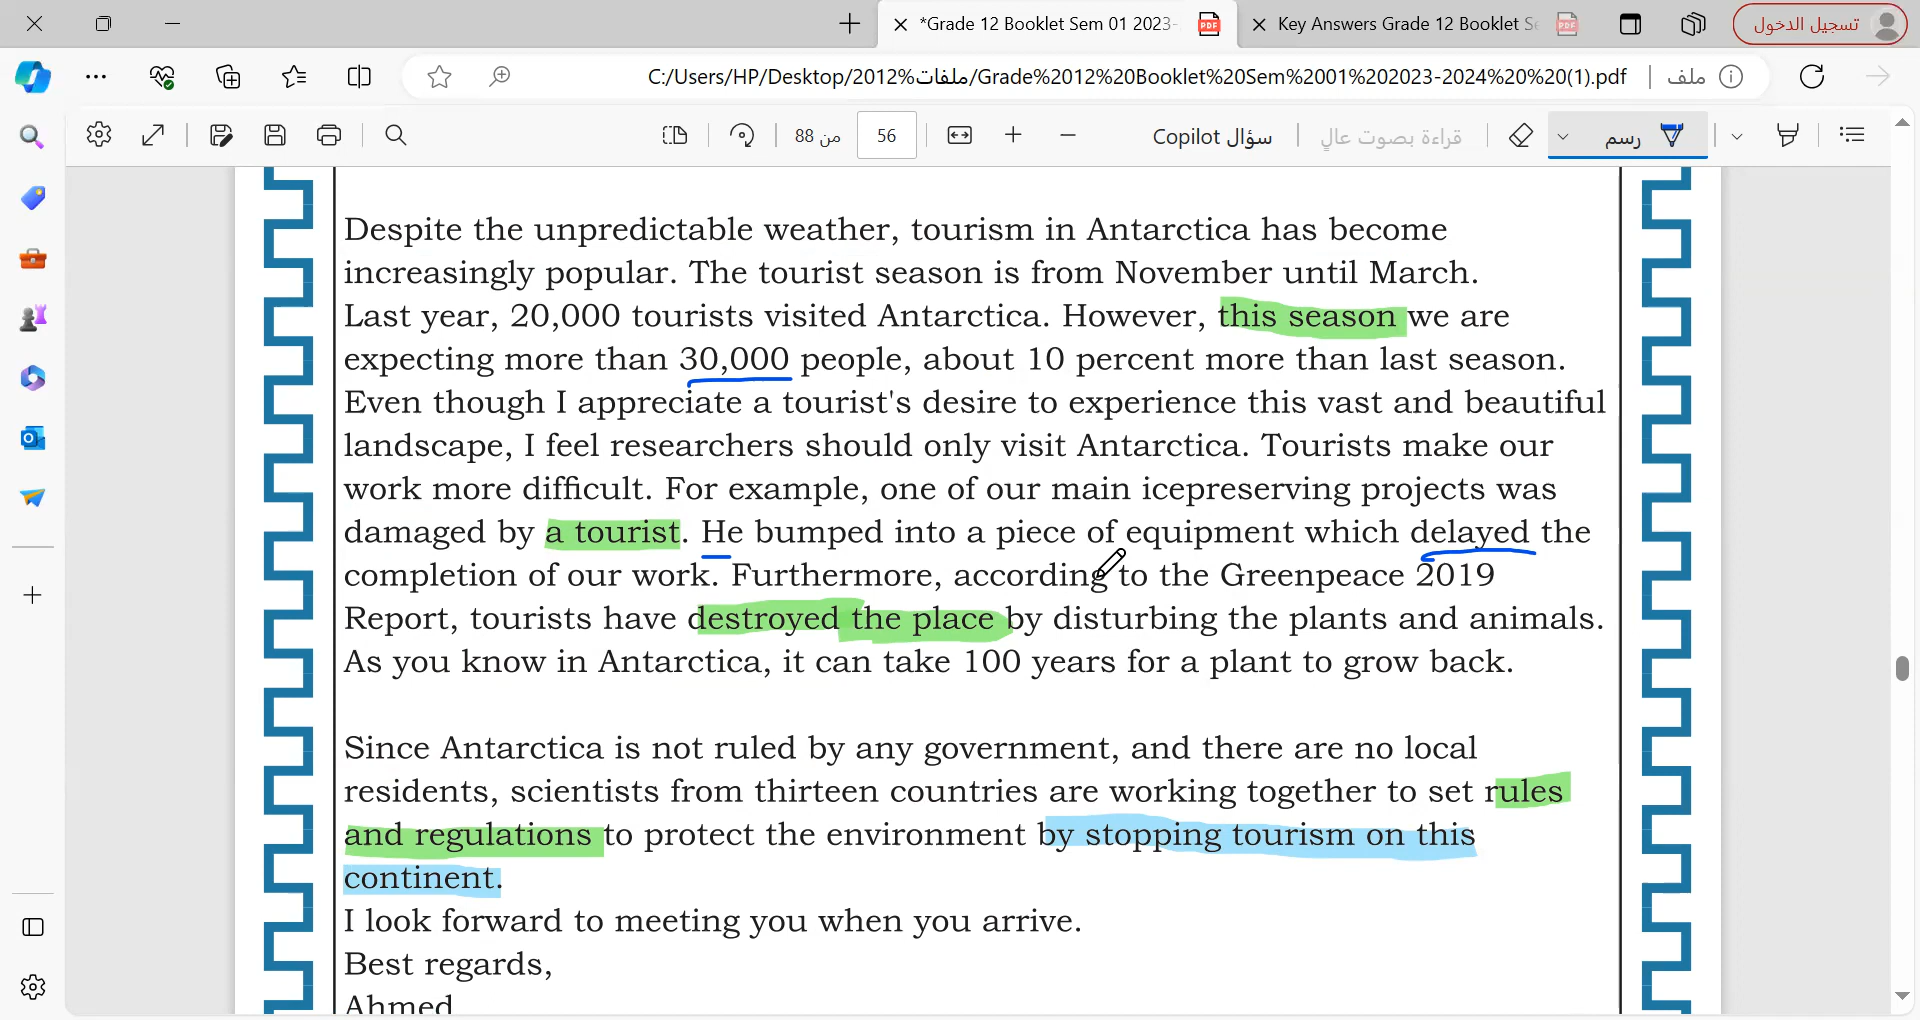 *Grade 12 Booklet Sem 01 2023-
Key Answers Grade 12 Booklet Se
تسجيل الدخول
C:/Users/HP/Desktop/2012%ملفات/Grade%2012%20Booklet%20Sem%2001%202023-2024%20%20(1).pdf
ملف
88 من
56
سؤال Copilot
قراءة بصوت عالٍ
رسم
Despite the unpredictable weather, tourism in Antarctica has become
increasingly popular. The tourist season is from November until March.
Last year, 20,000 tourists visited Antarctica. However, this season we are
expecting more than 30,000 people, about 10 percent more than last season.
Even though I appreciate a tourist's desire to experience this vast and beautiful
landscape, I feel researchers should only visit Antarctica. Tourists make our
work more difficult. For example, one of our main icepreserving projects was
damaged by a tourist. He bumped into a piece of equipment which delayed the
completion of our work. Furthermore, according to the Greenpeace 2019
Report, tourists have destroyed the place by disturbing the plants and animals.
As you know in Antarctica, it can take 100 years for a plant to grow back.
Since Antarctica is not ruled by any government, and there are no local
residents, scientists from thirteen countries are working together to set rules
and regulations to protect the environment by stopping tourism on this
continent.
I look forward to meeting you when you arrive.
Best regards,
Ahmed